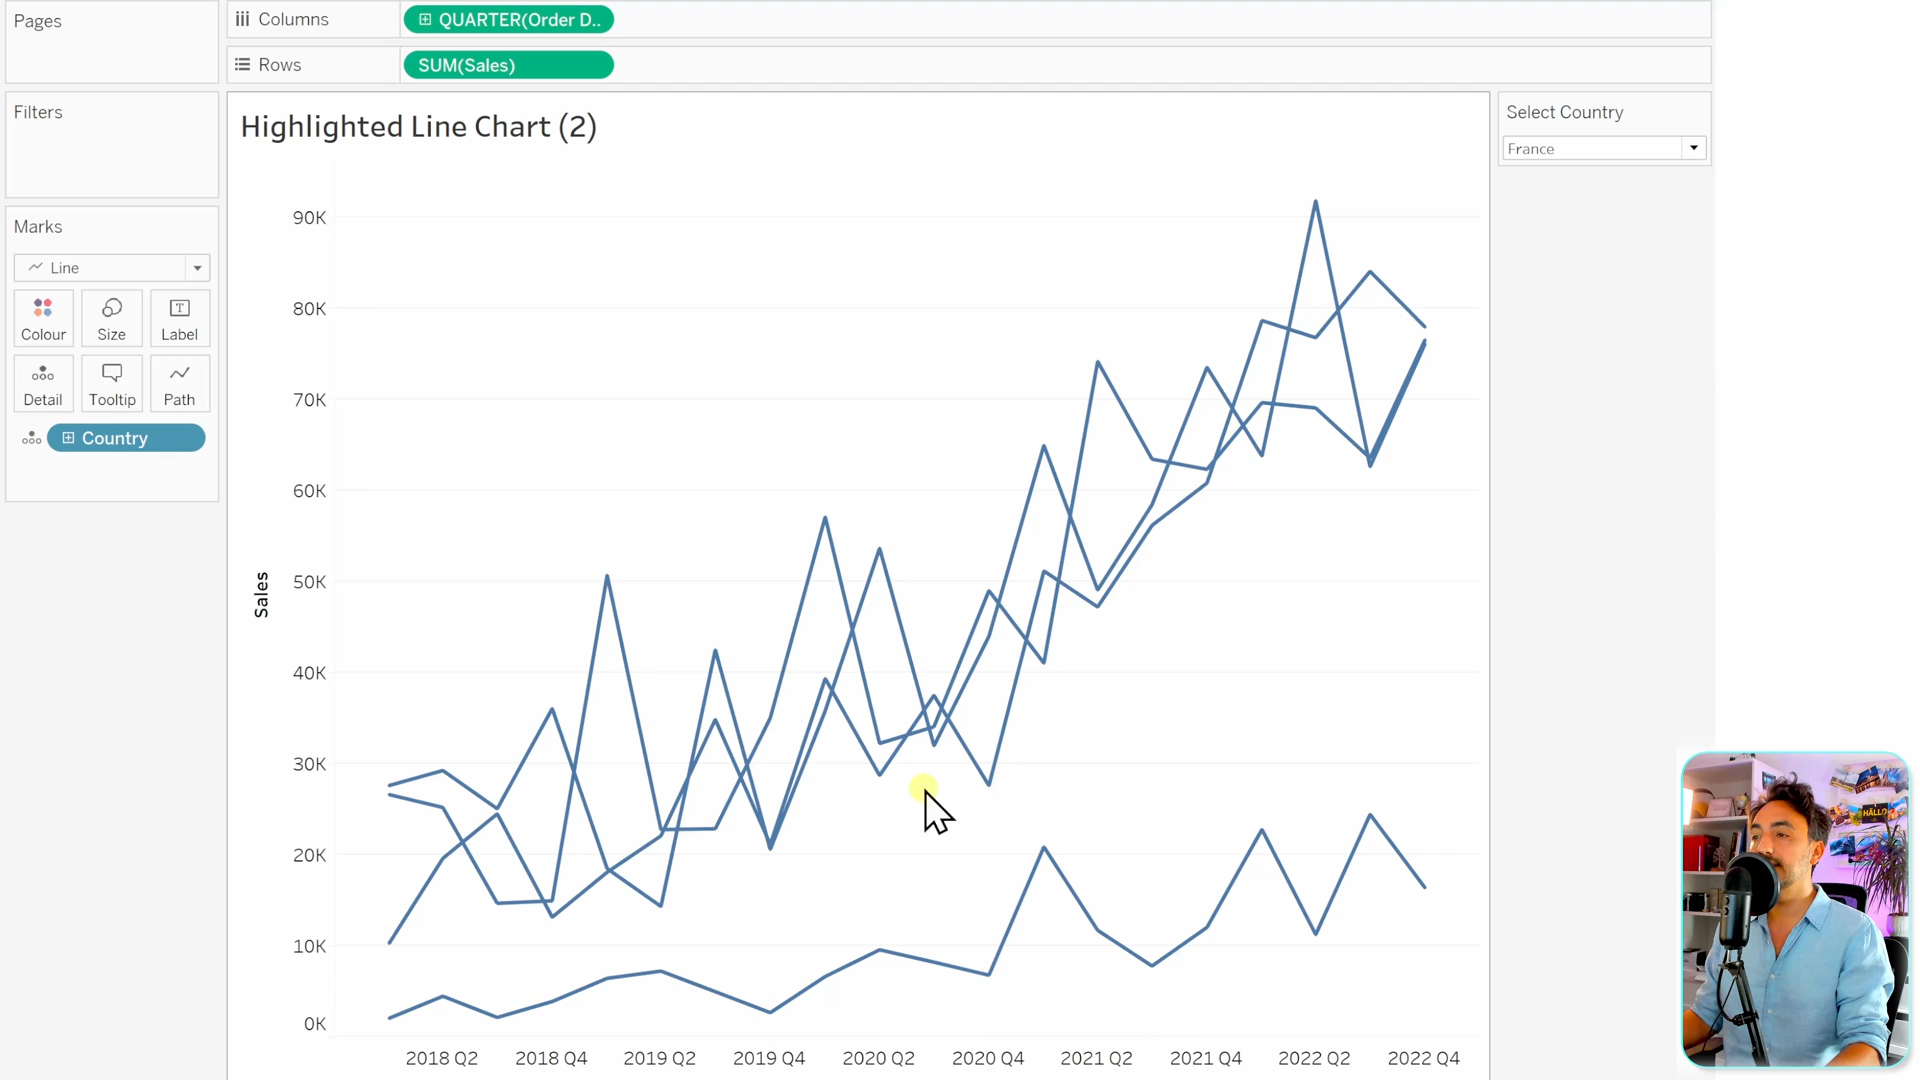 Pages
Columns
QUARTER(Order D..
Rows
SUM(Sales)
Filters
Marks
Line
Colour
Size
Label
Detail
Tooltip
Path
Country
Highlighted Line Chart (2)
Sales
90K
80K
70K
60K
50K
40K
30K
20K
10K
0K
2018 Q2
2018 Q4
2019 Q2
2019 Q4
2020 Q2
2020 Q4
2021 Q2
2021 Q4
2022 Q2
2022 Q4
Select Country
France
HALLO